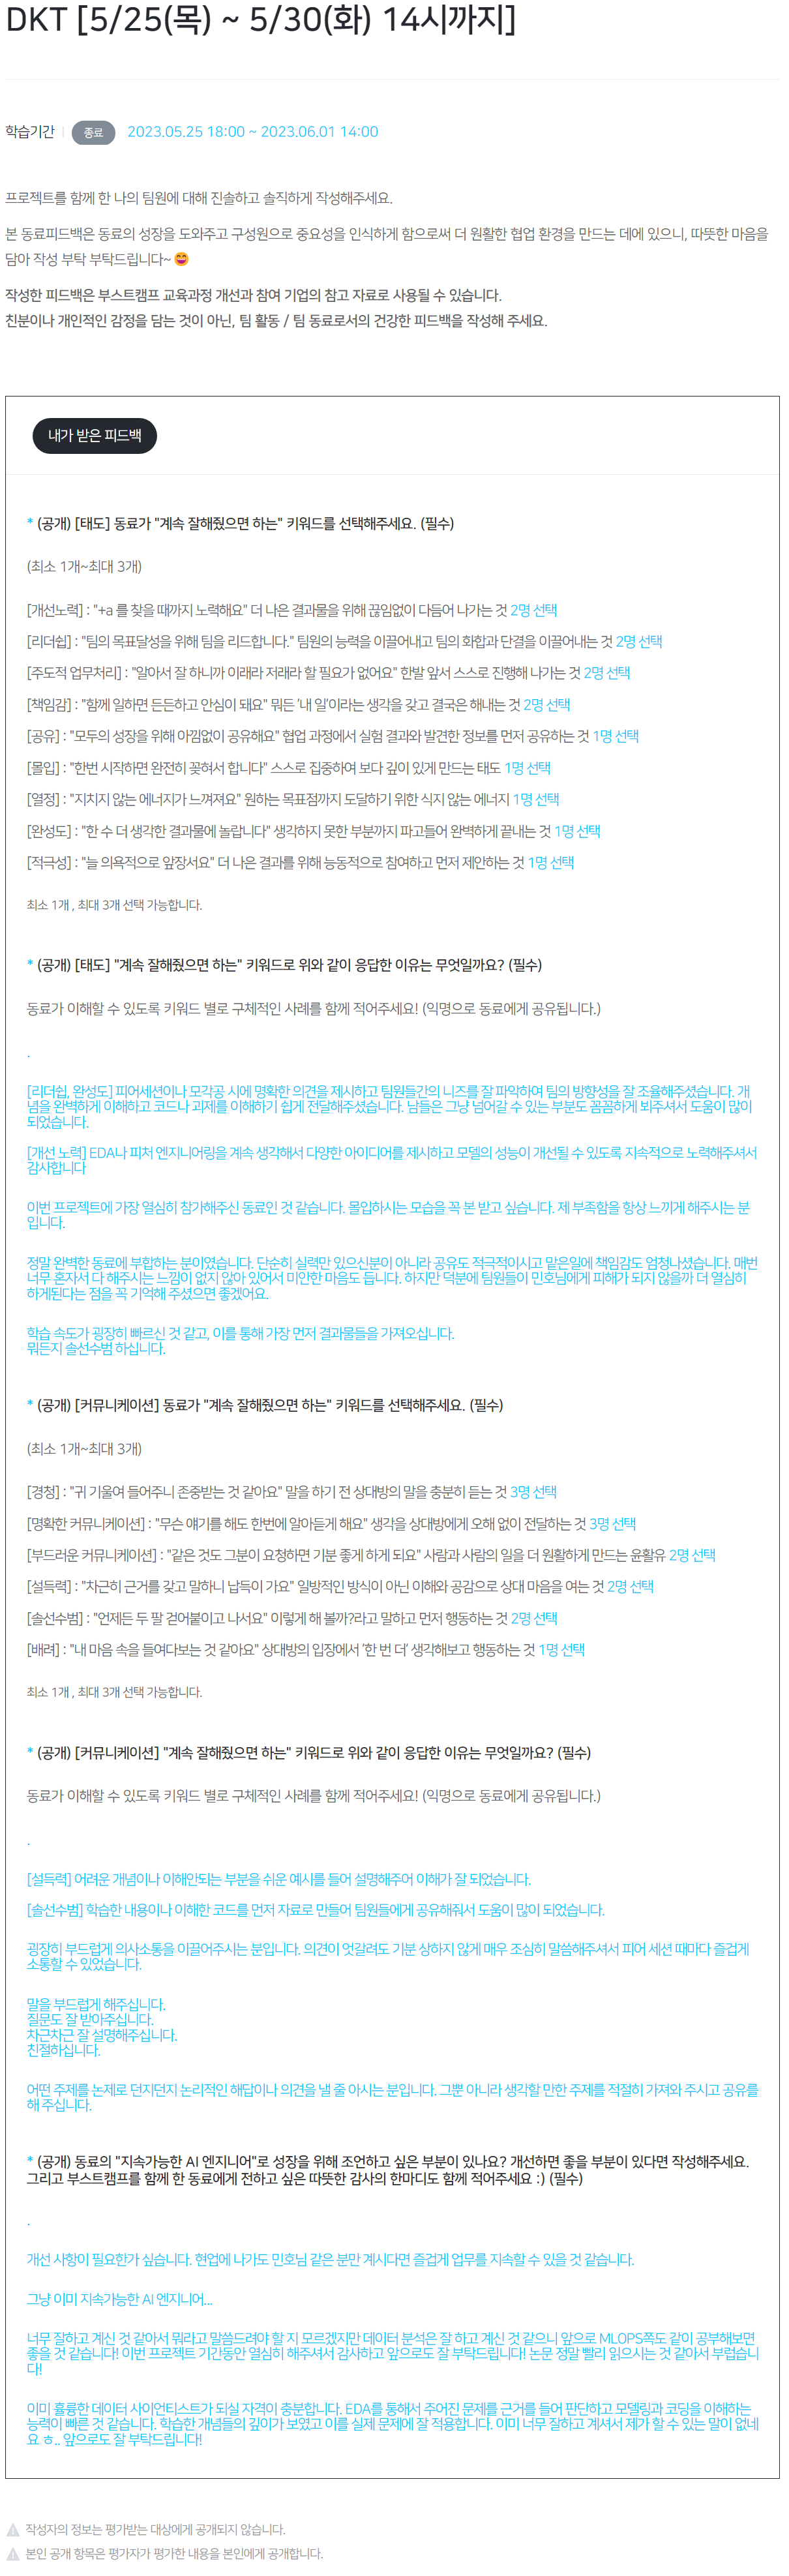 DKT [5/25(목) ~ 5/30(화) 14시까지]
학습기간 | 종료 2023.05.25 18:00 ~ 2023.06.01 14:00
프로젝트를 함께 한 나의 팀원에 대해 진솔하고 솔직하게 작성해주세요.
본 동료피드백은 동료의 성장을 도와주고 구성원으로 중요성을 인식하게 함으로써 더 원활한 협업 환경을 만드는 데에 있으니, 따뜻한 마음을
담아 작성 부탁 부탁드립니다~ 😄
작성한 피드백은 부스트캠프 교육과정 개선과 참여 기업의 참고 자료로 사용될 수 있습니다.
친분이나 개인적인 감정을 담는 것이 아닌, 팀 활동 / 팀 동료로서의 건강한 피드백을 작성해 주세요.
내가 받은 피드백
* (공개) [태도] 동료가 "계속 잘해줬으면 하는" 키워드를 선택해주세요. (필수)
(최소 1개~최대 3개)
[개선노력] : "+a 를 찾을 때까지 노력해요" 더 나은 결과물을 위해 끊임없이 다듬어 나가는 것 2명 선택
[리더쉽] : "팀의 목표달성을 위해 팀을 리드합니다." 팀원의 능력을 이끌어내고 팀의 화합과 단결을 이끌어내는 것 2명 선택
[주도적 업무처리] : "알아서 잘 하니까 이래라 저래라 할 필요가 없어요" 한발 앞서 스스로 진행해 나가는 것 2명 선택
[책임감] : "함께 일하면 든든하고 안심이 돼요" 뭐든 ‘내 일’이라는 생각을 갖고 결국은 해내는 것 2명 선택
[공유] : "모두의 성장을 위해 아낌없이 공유해요" 협업 과정에서 실험 결과와 발견한 정보를 먼저 공유하는 것 1명 선택
[몰입] : "한번 시작하면 완전히 꽂혀서 합니다" 스스로 집중하여 보다 깊이 있게 만드는 태도 1명 선택
[열정] : "지치지 않는 에너지가 느껴져요" 원하는 목표점까지 도달하기 위한 식지 않는 에너지 1명 선택
[완성도] : "한 수 더 생각한 결과물에 놀랍니다" 생각하지 못한 부분까지 파고들어 완벽하게 끝내는 것 1명 선택
[적극성] : "늘 의욕적으로 앞장서요" 더 나은 결과를 위해 능동적으로 참여하고 먼저 제안하는 것 1명 선택
최소 1개 , 최대 3개 선택 가능합니다.
* (공개) [태도] "계속 잘해줬으면 하는" 키워드로 위와 같이 응답한 이유는 무엇일까요? (필수)
동료가 이해할 수 있도록 키워드 별로 구체적인 사례를 함께 적어주세요! (익명으로 동료에게 공유됩니다.)
.
[리더쉽, 완성도] 피어세션이나 모각공 시에 명확한 의견을 제시하고 팀원들간의 니즈를 잘 파악하여 팀의 방향성을 잘 조율해주셨습니다. 개
념을 완벽하게 이해하고 코드나 과제를 이해하기 쉽게 전달해주셨습니다. 남들은 그냥 넘어갈 수 있는 부분도 꼼꼼하게 봐주셔서 도움이 많이
되었습니다.
[개선 노력] EDA나 피처 엔지니어링을 계속 생각해서 다양한 아이디어를 제시하고 모델의 성능이 개선될 수 있도록 지속적으로 노력해주셔서
감사합니다
이번 프로젝트에 가장 열심히 참가해주신 동료인 것 같습니다. 몰입하시는 모습을 꼭 본 받고 싶습니다. 제 부족함을 항상 느끼게 해주시는 분
입니다.
정말 완벽한 동료에 부합하는 분이였습니다. 단순히 실력만 있으신분이 아니라 공유도 적극적이시고 맡은일에 책임감도 엄청나셨습니다. 매번
너무 혼자서 다 해주시는 느낌이 없지 않아 있어서 미안한 마음도 듭니다. 하지만 덕분에 팀원들이 민호님에게 피해가 되지 않을까 더 열심히
하게된다는 점을 꼭 기억해 주셨으면 좋겠어요.
학습 속도가 굉장히 빠르신 것 같고, 이를 통해 가장 먼저 결과물들을 가져오십니다.
뭐든지 솔선수범 하십니다.
* (공개) [커뮤니케이션] 동료가 "계속 잘해줬으면 하는" 키워드를 선택해주세요. (필수)
(최소 1개~최대 3개)
[경청] : "귀 기울여 들어주니 존중받는 것 같아요" 말을 하기 전 상대방의 말을 충분히 듣는 것 3명 선택
[명확한 커뮤니케이션] : "무슨 얘기를 해도 한번에 알아듣게 해요" 생각을 상대방에게 오해 없이 전달하는 것 3명 선택
[부드러운 커뮤니케이션] : "같은 것도 그분이 요청하면 기분 좋게 하게 되요" 사람과 사람의 일을 더 원활하게 만드는 윤활유 2명 선택
[설득력] : "차근히 근거를 갖고 말하니 납득이 가요" 일방적인 방식이 아닌 이해와 공감으로 상대 마음을 여는 것 2명 선택
[솔선수범] : "언제든 두 팔 걷어붙이고 나서요" 이렇게 해 볼까?라고 말하고 먼저 행동하는 것 2명 선택
[배려] : "내 마음 속을 들여다보는 것 같아요" 상대방의 입장에서 ‘한 번 더’ 생각해보고 행동하는 것 1명 선택
최소 1개 , 최대 3개 선택 가능합니다.
* (공개) [커뮤니케이션] "계속 잘해줬으면 하는" 키워드로 위와 같이 응답한 이유는 무엇일까요? (필수)
동료가 이해할 수 있도록 키워드 별로 구체적인 사례를 함께 적어주세요! (익명으로 동료에게 공유됩니다.)
.
[설득력] 어려운 개념이나 이해안되는 부분을 쉬운 예시를 들어 설명해주어 이해가 잘 되었습니다.
[솔선수범] 학습한 내용이나 이해한 코드를 먼저 자료로 만들어 팀원들에게 공유해줘서 도움이 많이 되었습니다.
굉장히 부드럽게 의사소통을 이끌어주시는 분입니다. 의견이 엇갈려도 기분 상하지 않게 매우 조심히 말씀해주셔서 피어 세션 때마다 즐겁게
소통할 수 있었습니다.
말을 부드럽게 해주십니다.
질문도 잘 받아주십니다.
차근차근 잘 설명해주십니다.
친절하십니다.
어떤 주제를 논제로 던지던지 논리적인 해답이나 의견을 낼 줄 아시는 분입니다. 그뿐 아니라 생각할 만한 주제를 적절히 가져와 주시고 공유를
해 주십니다.
* (공개) 동료의 "지속가능한 AI 엔지니어"로 성장을 위해 조언하고 싶은 부분이 있나요? 개선하면 좋을 부분이 있다면 작성해주세요.
그리고 부스트캠프를 함께 한 동료에게 전하고 싶은 따뜻한 감사의 한마디도 함께 적어주세요 :) (필수)
.
개선 사항이 필요한가 싶습니다. 현업에 나가도 민호님 같은 분만 계시다면 즐겁게 업무를 지속할 수 있을 것 같습니다.
그냥 이미 지속가능한 AI 엔지니어...
너무 잘하고 계신 것 같아서 뭐라고 말씀드려야 할 지 모르겠지만 데이터 분석은 잘 하고 계신 것 같으니 앞으로 MLOPS쪽도 같이 공부해보면
좋을 것 같습니다! 이번 프로젝트 기간동안 열심히 해주셔서 감사하고 앞으로도 잘 부탁드립니다! 논문 정말 빨리 읽으시는 것 같아서 부럽습니
다!
이미 휼륭한 데이터 사이언티스트가 되실 자격이 충분합니다. EDA를 통해서 주어진 문제를 근거를 들어 판단하고 모델링과 코딩을 이해하는
능력이 빠른 것 같습니다. 학습한 개념들의 깊이가 보였고 이를 실제 문제에 잘 적용합니다. 이미 너무 잘하고 계셔서 제가 할 수 있는 말이 없네
요 ㅎ.. 앞으로도 잘 부탁드립니다!
작성자의 정보는 평가받는 대상에게 공개되지 않습니다.
본인 공개 항목은 평가자가 평가한 내용을 본인에게 공개합니다.